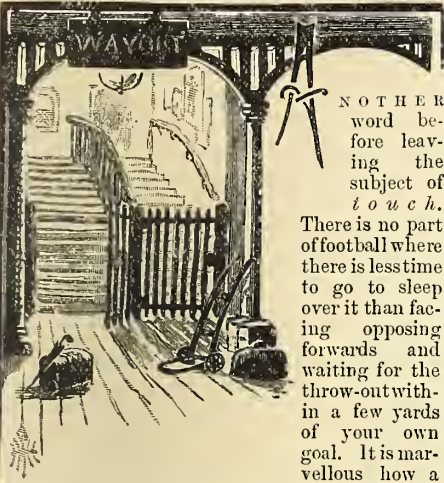 WAY OUT
ANOTHER
word be-
fore leav-
ing the
subject of
touch.
There is no part
of football where
there is less time
to go to sleep
over it than fac-
ing opposing
forwards and
waiting for the
throw-out with-
in a few yards
of your own
goal. It is mar-
vellous how a